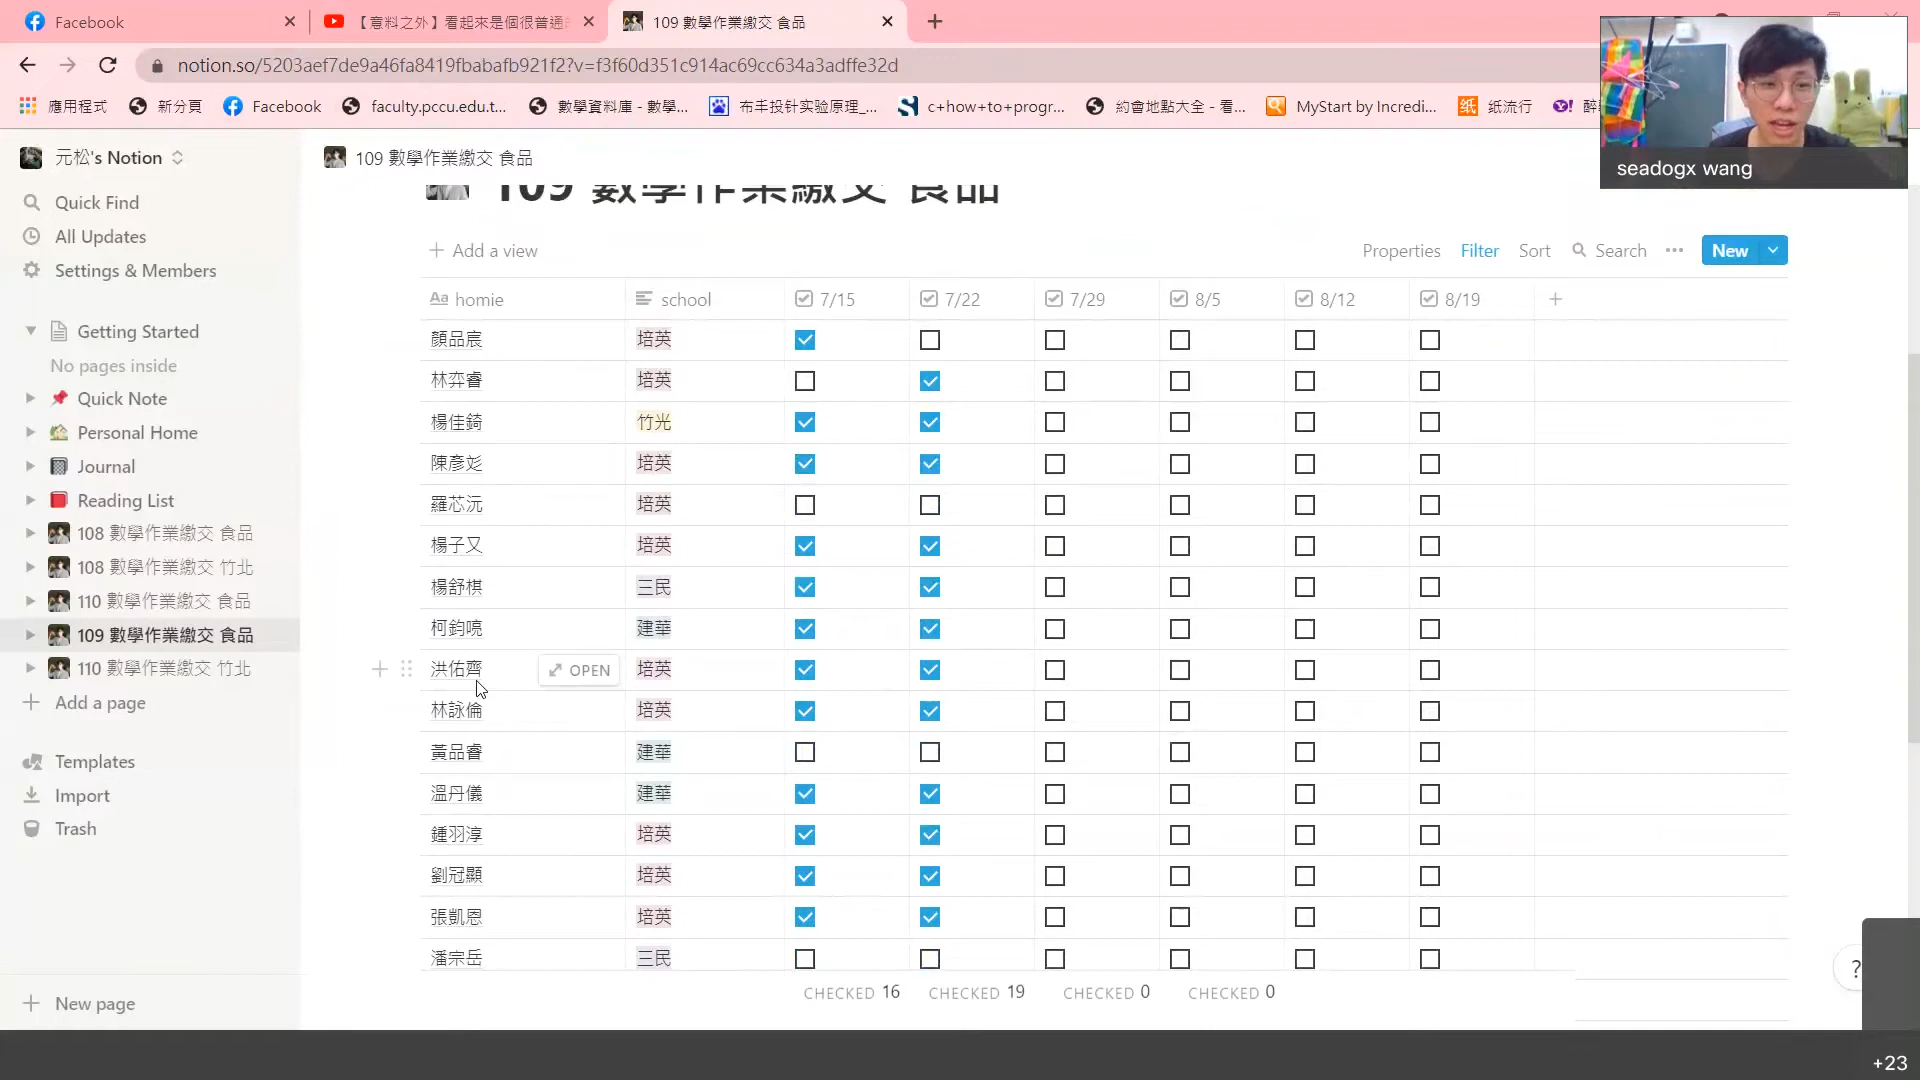 Facebook
【意料之外】看起來是個很普通
109 數學作業繳交 食品
notion.so/5203aef7de9a46fa8419fbabafb921f2?v=f3f60d351c914ac69cc634a3adffe32d
應用程式
新分頁
Facebook
faculty.pccu.edu.t...
數學資料庫 - 數學...
布手投针实验原理_...
c+how+to+progr...
約會地點大全 - 看...
MyStart by Incredi...
纸流行
seadogx wang
元松's Notion
109 數學作業繳交 食品
109 數學作業繳交 食品
Quick Find
All Updates
Settings & Members
Getting Started
No pages inside
Quick Note
Personal Home
Journal
Reading List
108 數學作業繳交 食品
108 數學作業繳交 竹北
110 數學作業繳交 食品
109 數學作業繳交 食品
110 數學作業繳交 竹北
Add a page
Templates
Import
Trash
New page
Add a view
Properties Filter Sort Search New
Aa homie school 7/15 7/22 7/29 8/5 8/12 8/19
顏品宸 培英
林弈睿 培英
楊佳錡 竹光
陳彥彣 培英
羅芯沅 培英
楊子又 培英
楊舒棋 三民
柯鈞喨 建華
洪佑齊 OPEN 培英
林詠倫 培英
黃品睿 建華
溫丹儀 建華
鍾羽淳 培英
劉冠顯 培英
張凱恩 培英
潘宗岳 三民
CHECKED 16 CHECKED 19 CHECKED 0 CHECKED 0
?
+23